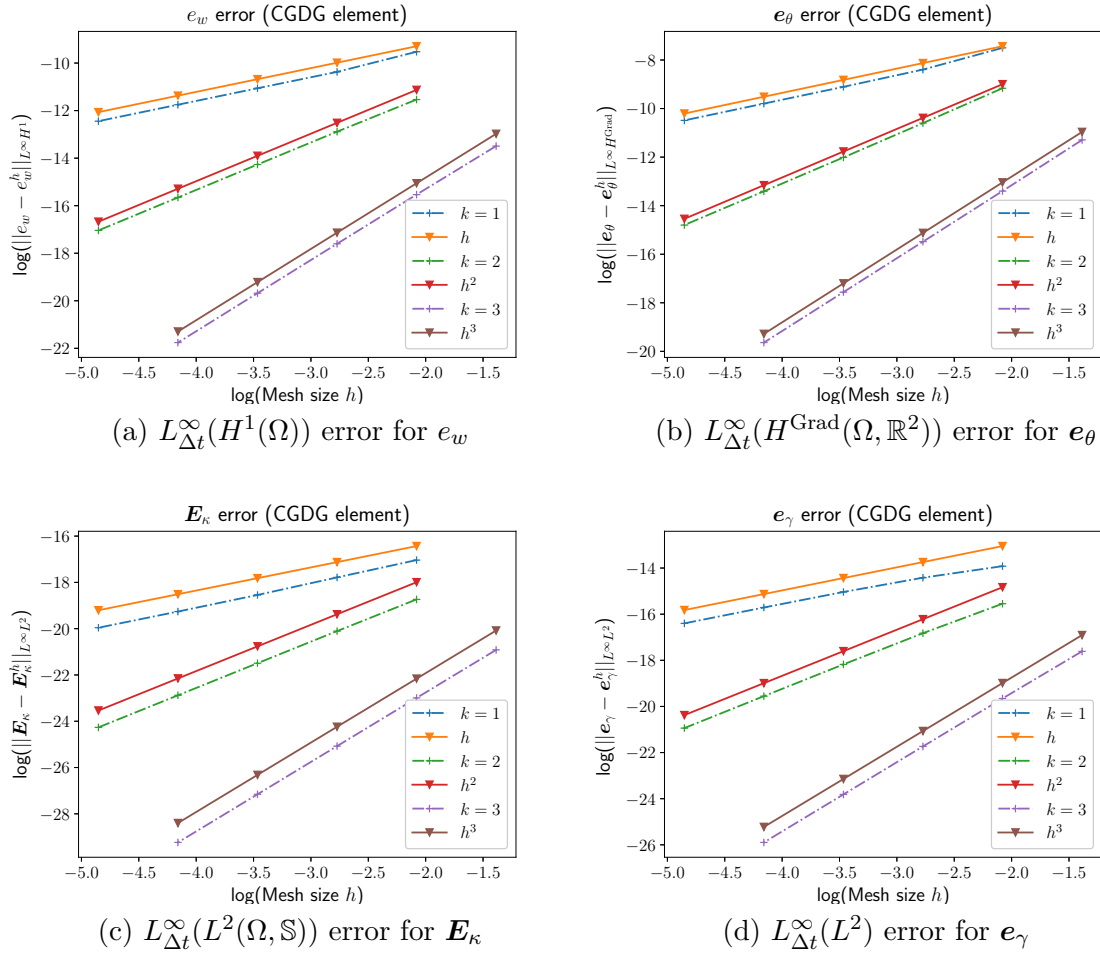 e_w error (CGDG element)
log(||e_w − e_w^h||_{L^∞H^1})
−10
−12
−14
−16
−18
−20
−22
k = 1
h
k = 2
h^2
k = 3
h^3
−5.0 −4.5 −4.0 −3.5 −3.0 −2.5 −2.0 −1.5
log(Mesh size h)
(a) L^∞_{Δt}(H^1(Ω)) error for e_w
e_θ error (CGDG element)
log(||e_θ − e_θ^h||_{L^∞H^Grad})
−8
−10
−12
−14
−16
−18
−20
k = 1
h
k = 2
h^2
k = 3
h^3
−5.0 −4.5 −4.0 −3.5 −3.0 −2.5 −2.0 −1.5
log(Mesh size h)
(b) L^∞_{Δt}(H^Grad(Ω, ℝ^2)) error for e_θ
E_κ error (CGDG element)
log(||E_κ − E_κ^h||_{L^∞L^2})
−16
−18
−20
−22
−24
−26
−28
k = 1
h
k = 2
h^2
k = 3
h^3
−5.0 −4.5 −4.0 −3.5 −3.0 −2.5 −2.0 −1.5
log(Mesh size h)
(c) L^∞_{Δt}(L^2(Ω, 𝕊)) error for E_κ
e_γ error (CGDG element)
log(||e_γ − e_γ^h||_{L^∞L^2})
−14
−16
−18
−20
−22
−24
−26
k = 1
h
k = 2
h^2
k = 3
h^3
−5.0 −4.5 −4.0 −3.5 −3.0 −2.5 −2.0 −1.5
log(Mesh size h)
(d) L^∞_{Δt}(L^2) error for e_γ